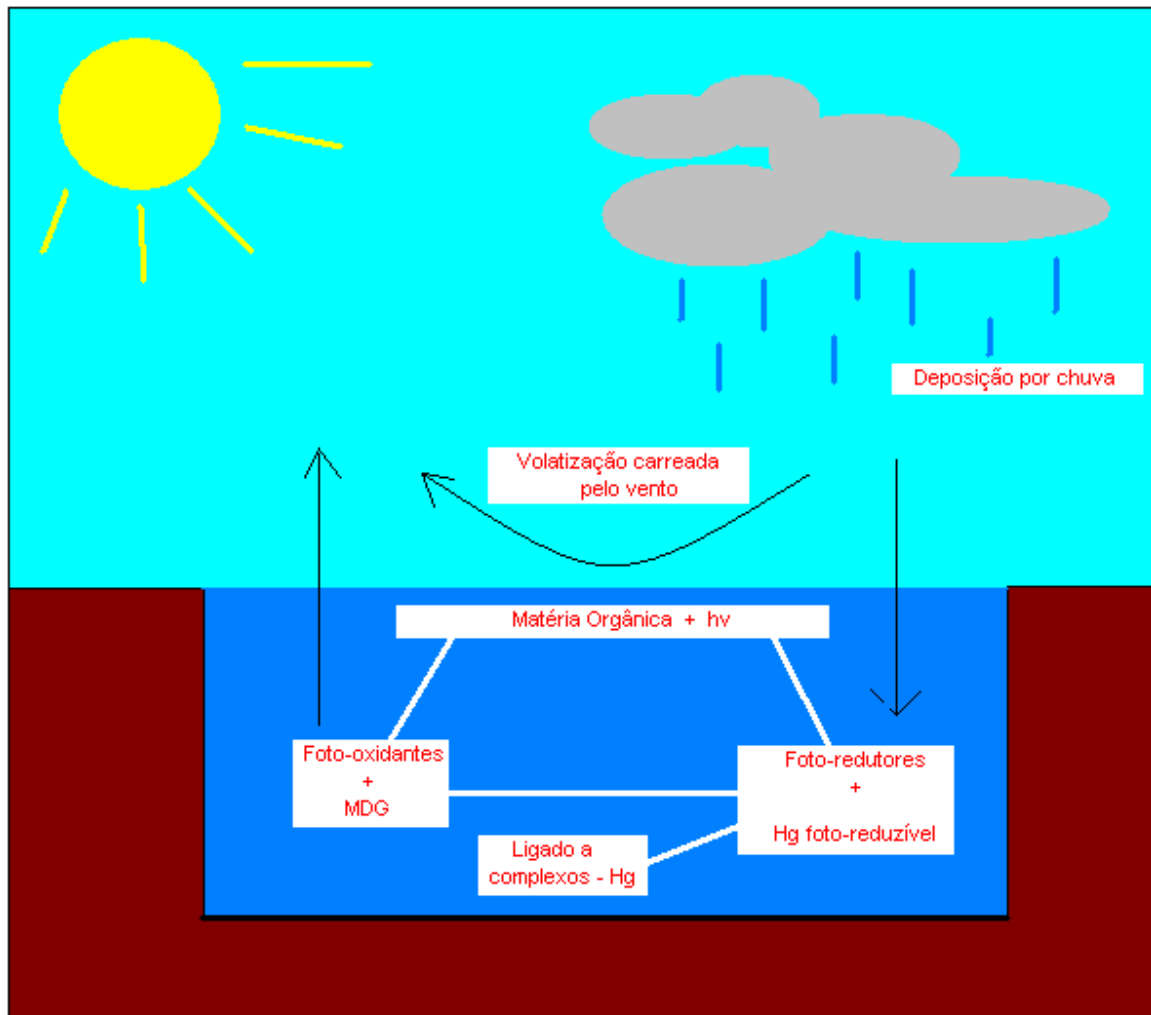 Deposição por chuva
Volatização carreada
pelo vento
Matéria Orgânica + hv
Foto-oxidantes
+
MDG
Foto-redutores
+
Hg foto-reduzível
Ligado a
complexos - Hg